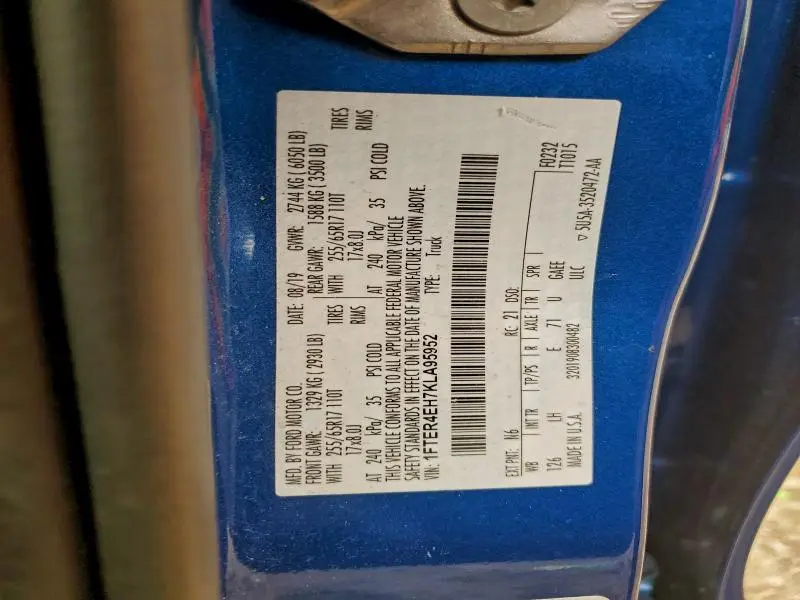 MFD. BY FORD MOTOR CO.
DATE: 08/19 GVWR: 2744 KG ( 6050 LB)
FRONT GAWR: 1329 KG ( 2930 LB) REAR GAWR: 1588 KG ( 3500 LB)
WITH 255/65R17 110T TIRES WITH 255/65R17 110T TIRES
17x8.0J RIMS 17x8.0J RIMS
AT 240 kPa/ 35 PSI COLD AT 240 kPa/ 35 PSI COLD
THIS VEHICLE CONFORMS TO ALL APPLICABLE FEDERAL MOTOR VEHICLE
SAFETY STANDARDS IN EFFECT ON THE DATE OF MANUFACTURE SHOWN ABOVE.
VIN: 1FTER4EH7KLA95952 TYPE: Truck
EXT PNT: N6 RC: 21 DSO: F0232
WB INT TR TP/PS R AXLE TR SPR T1015
126 LH E 71 U GAEE
MADE IN U.S.A. 3201908300482 ULC
▽ 5U5A-3520472-AA